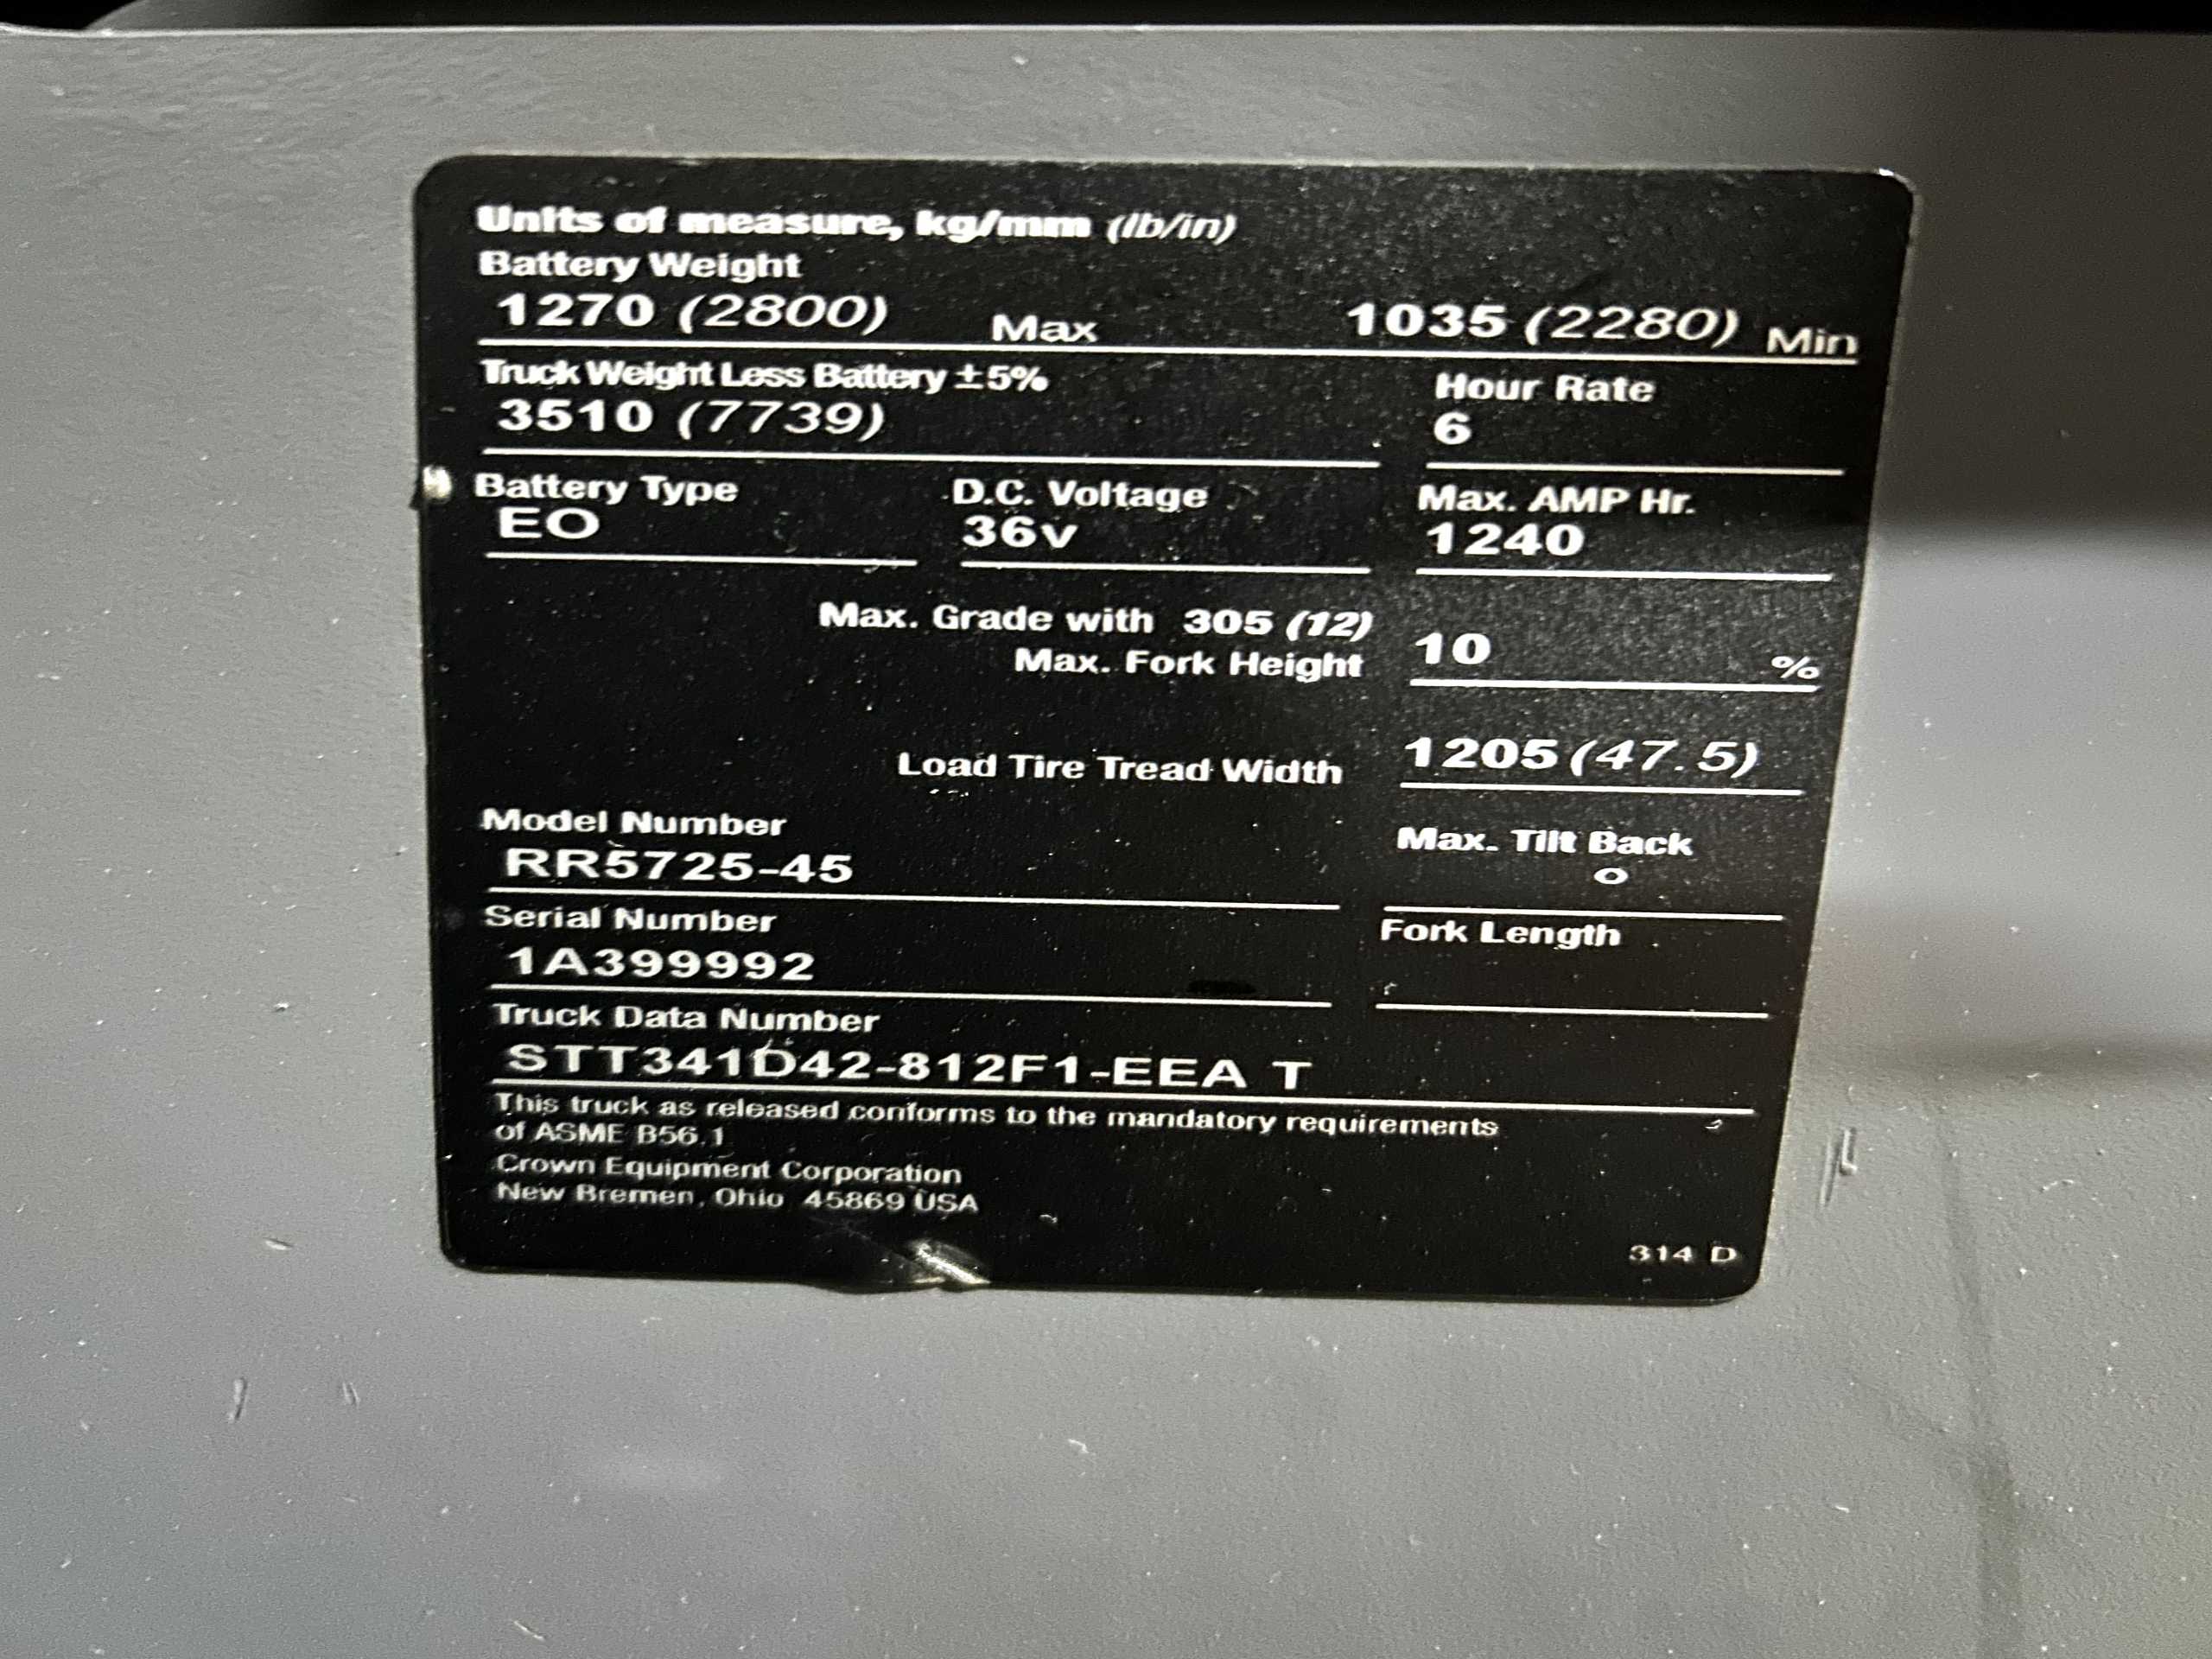 Units of measure, kg/mm (lb/in)
Battery Weight
1270 (2800) Max 1035 (2280) Min
Truck Weight Less Battery ±5% Hour Rate
3510 (7739) 6
Battery Type D.C. Voltage Max. AMP Hr.
EO 36v 1240
Max. Grade with 305 (12)
Max. Fork Height 10 %
Load Tire Tread Width 1205 (47.5)
Model Number Max. Tilt Back
RR5725-45 °
Serial Number Fork Length
1A399992
Truck Data Number
STT341D42-812F1-EEA T
This truck as released conforms to the mandatory requirements
of ASME B56.1
Crown Equipment Corporation
New Bremen, Ohio 45869 USA
314 D